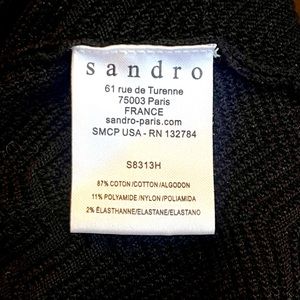 sandro
61 rue de Turenne
75003 Paris
FRANCE
sandro-paris.com
SMCP USA - RN 132784
S8313H
87% COTON/COTTON/ALGODON
11% POLYAMIDE/NYLON/POLIAMIDA
2% ÉLASTHANNE/ELASTANE/ELASTANO